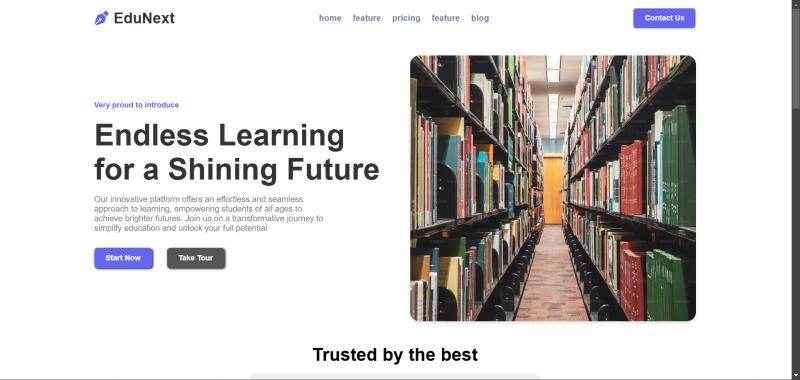 EduNext
home feature pricing feature blog
Contact Us
Very proud to introduce
Endless Learning
for a Shining Future
Our innovative platform offers an effortless and seamless
approach to learning, empowering students of all ages to
achieve brighter futures. Join us on a transformative journey to
simplify education and unlock your full potential
Start Now
Take Tour
Trusted by the best